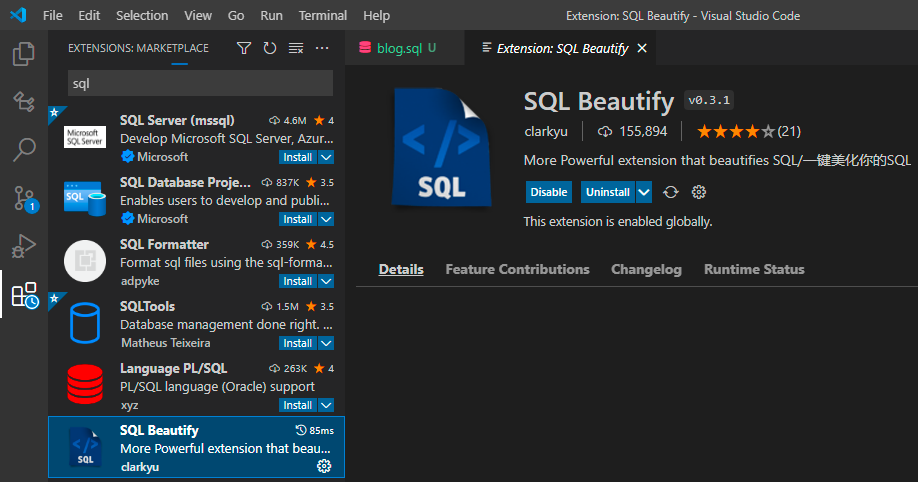 File Edit Selection View Go Run Terminal Help Extension: SQL Beautify - Visual Studio Code
EXTENSIONS: MARKETPLACE
blog.sql U
Extension: SQL Beautify
sql
SQL Server (mssql) 4.6M 4
Develop Microsoft SQL Server, Azur...
Microsoft SQL Server
Microsoft Install
SQL Database Proje... 837K 3.5
Enables users to develop and publi...
SQL
Microsoft Install
SQL Formatter 359K 4.5
Format sql files using the sql-forma...
adpyke Install
SQLTools 1.5M 3.5
Database management done right. ...
Matheus Teixeira Install
Language PL/SQL 263K 4
PL/SQL language (Oracle) support
xyz Install
SQL Beautify 85ms
More Powerful extension that beau...
</> SQL
clarkyu
1
</>
SQL
SQL Beautify v0.3.1
clarkyu 155,894 (21)
More Powerful extension that beautifies SQL/一键美化你的SQL
Disable Uninstall
This extension is enabled globally.
Details Feature Contributions Changelog Runtime Status